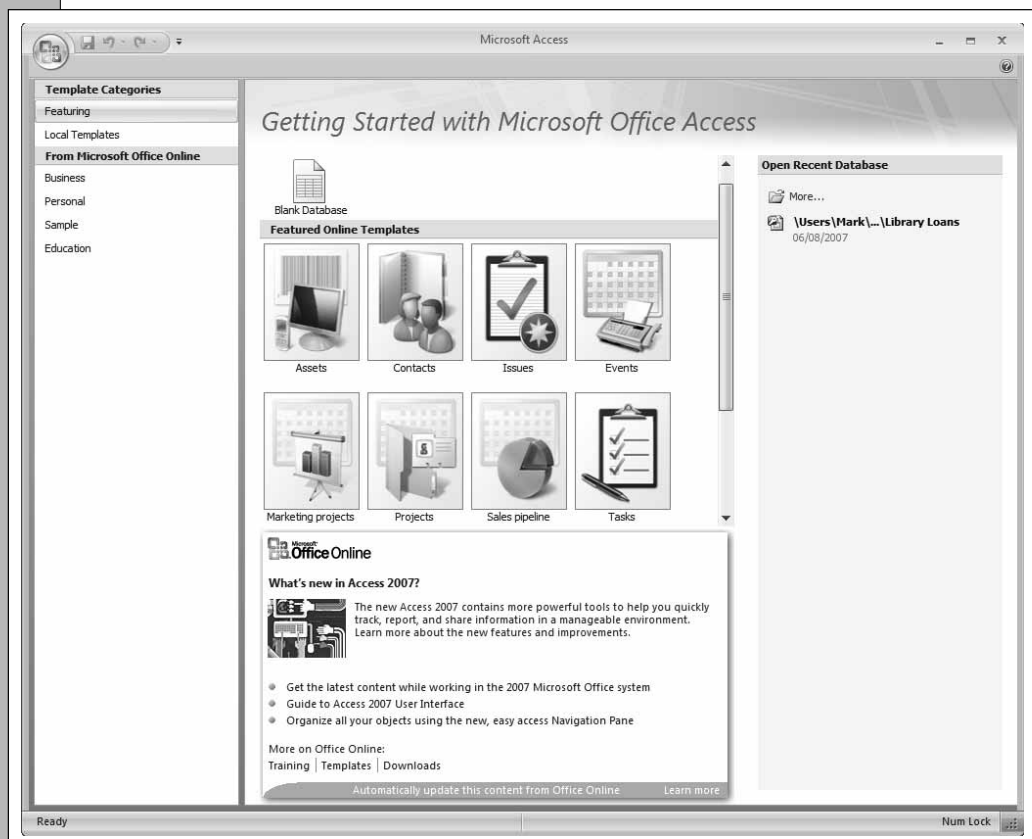 Microsoft Access
Template Categories
Featuring
Local Templates
From Microsoft Office Online
Business
Personal
Sample
Education
Getting Started with Microsoft Office Access
Blank Database
Featured Online Templates
Assets
Contacts
Issues
Events
Marketing projects
Projects
Sales pipeline
Tasks
Microsoft
Office Online
What's new in Access 2007?
The new Access 2007 contains more powerful tools to help you quickly
track, report, and share information in a manageable environment.
Learn more about the new features and improvements.
Get the latest content while working in the 2007 Microsoft Office system
Guide to Access 2007 User Interface
Organize all your objects using the new, easy access Navigation Pane
More on Office Online:
Training | Templates | Downloads
Automatically update this content from Office Online Learn more
Open Recent Database
More...
\Users\Mark\...\Library Loans
06/08/2007
Ready Num Lock